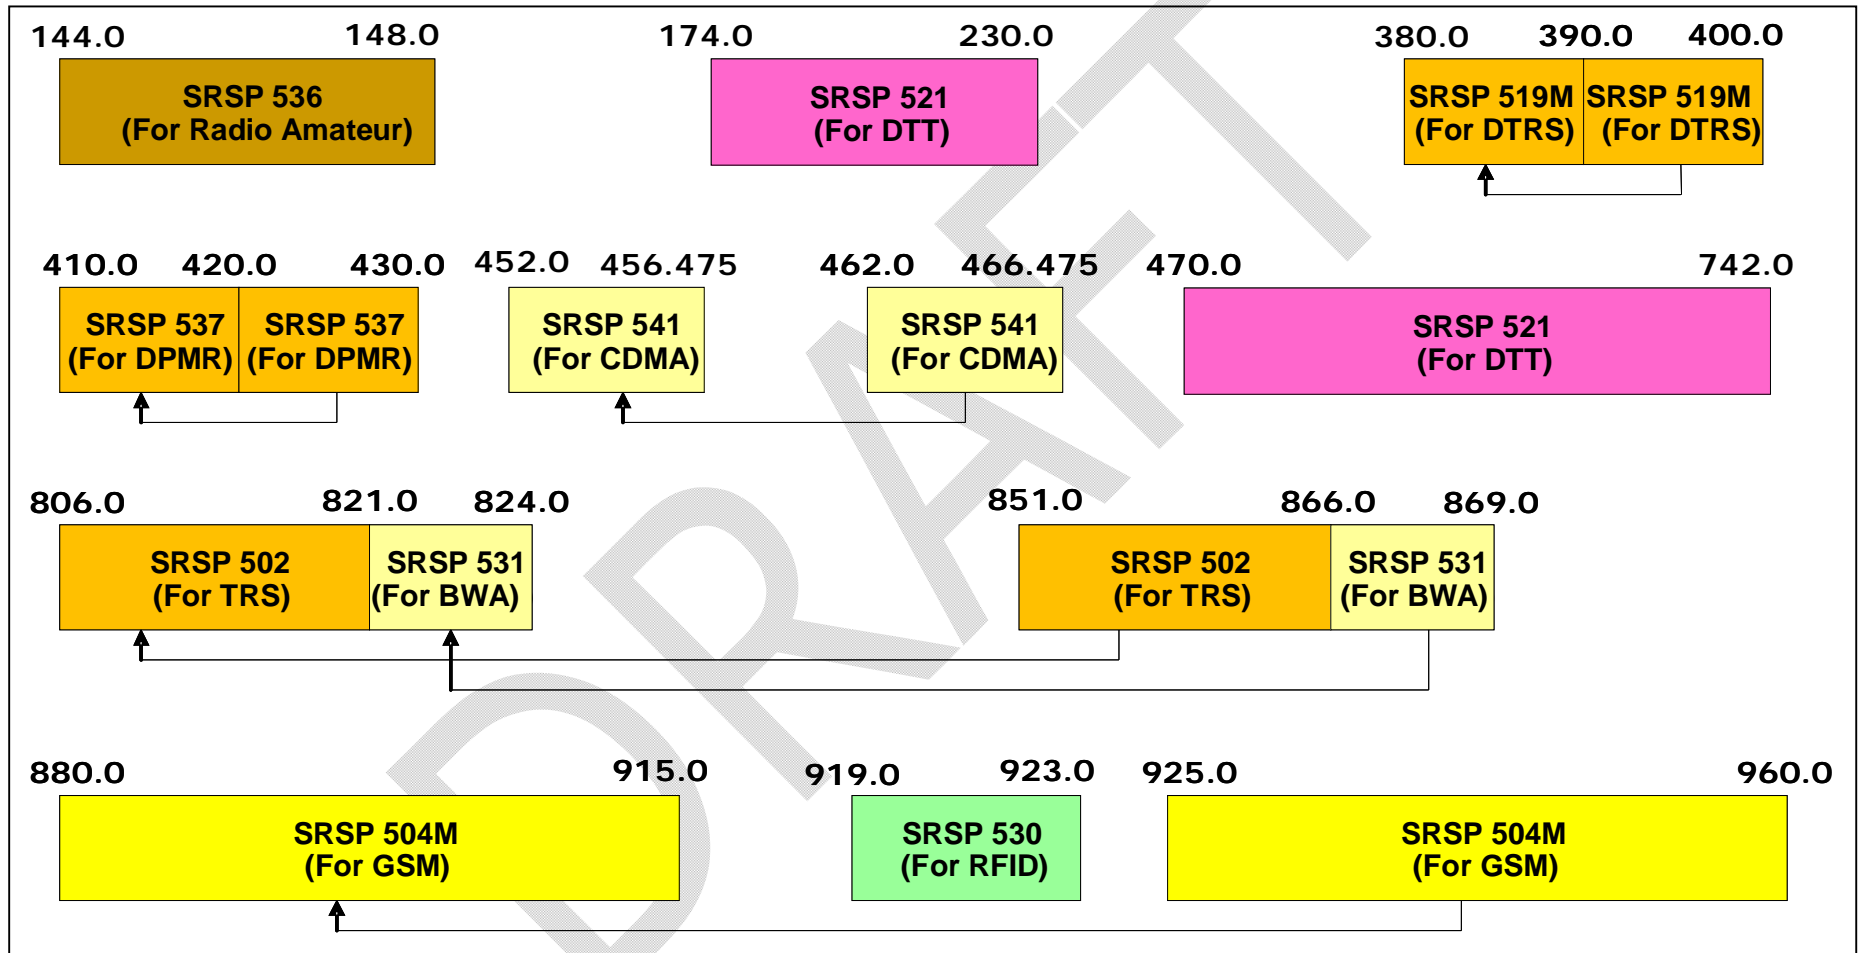 144.0 148.0 174.0 230.0 380.0 390.0 400.0
SRSP 536
(For Radio Amateur)
SRSP 521
(For DTT)
SRSP 519M
(For DTRS)
SRSP 519M
(For DTRS)
410.0 420.0 430.0 452.0 456.475 462.0 466.475 470.0 742.0
SRSP 537
(For DPMR)
SRSP 537
(For DPMR)
SRSP 541
(For CDMA)
SRSP 541
(For CDMA)
SRSP 521
(For DTT)
806.0 821.0 824.0 851.0 866.0 869.0
SRSP 502
(For TRS)
SRSP 531
(For BWA)
SRSP 502
(For TRS)
SRSP 531
(For BWA)
880.0 915.0 919.0 923.0 925.0 960.0
SRSP 504M
(For GSM)
SRSP 530
(For RFID)
SRSP 504M
(For GSM)
DRAFT